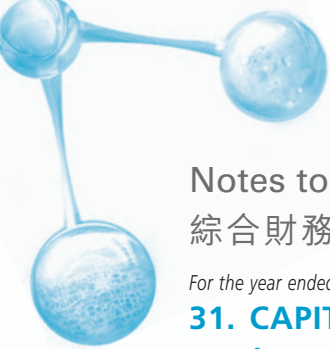 Notes to
綜合財務
For the year ended
31. CAPIT